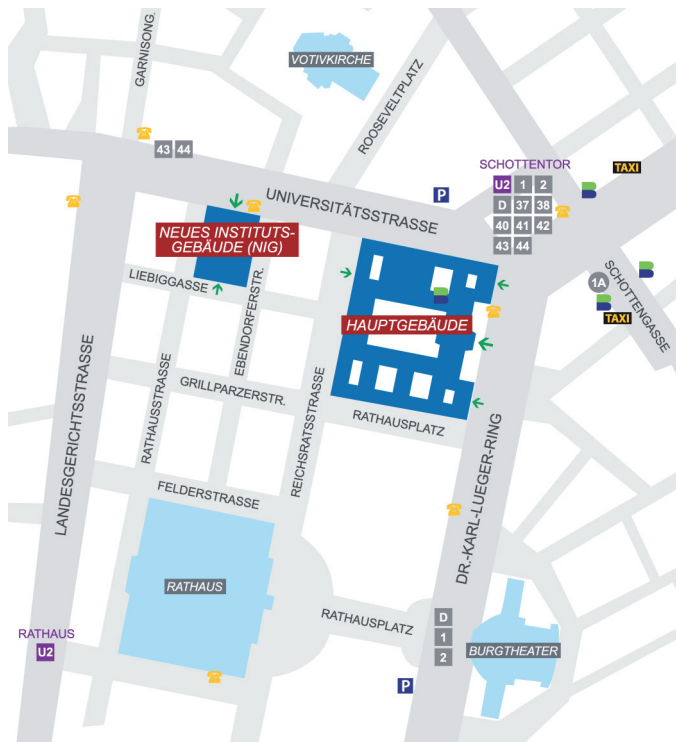 GARNISONG.
VOTIVKIRCHE
ROOSEVELTPLATZ
43 44
SCHOTTENTOR
U2 1 2
D 37 38
40 41 42
43 44
TAXI
P
UNIVERSITÄTSSTRASSE
NEUES INSTITUTS-
GEBÄUDE (NIG)
LIEBIGGASSE
EBENDORFERSTR.
HAUPTGEBÄUDE
1A
SCHOTTENGASSE
TAXI
RATHAUSSTRASSE
GRILLPARZERSTR.
REICHSRATSSTRASSE
RATHAUSPLATZ
LANDESGERICHTSSTRASSE
FELDERSTRASSE
DR.-KARL-LUEGER-RING
RATHAUS
RATHAUSPLATZ
D
1
2
BURGTHEATER
RATHAUS
U2
P